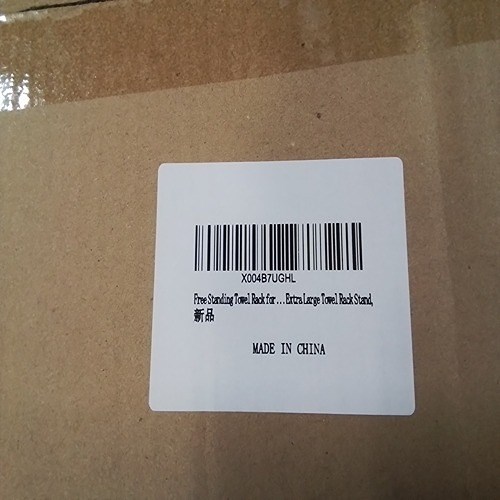 X004B7UGHL
Free Standing Towel Rack for ... Extra Large Towel Rack Stand,
新品
MADE IN CHINA